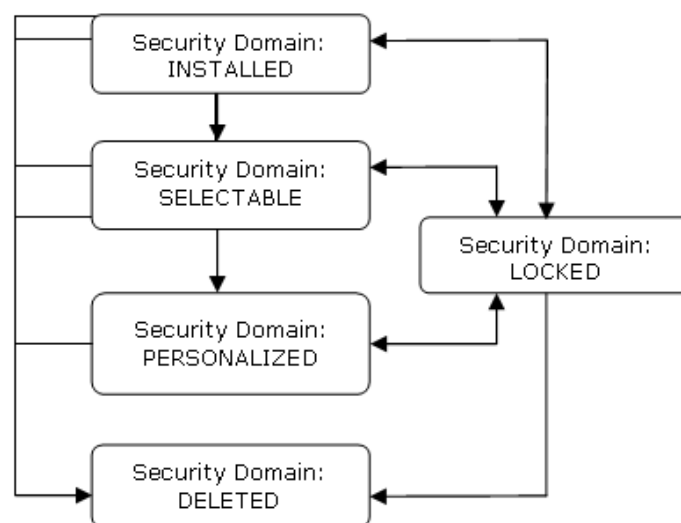 Security Domain:
INSTALLED
Security Domain:
SELECTABLE
Security Domain:
LOCKED
Security Domain:
PERSONALIZED
Security Domain:
DELETED